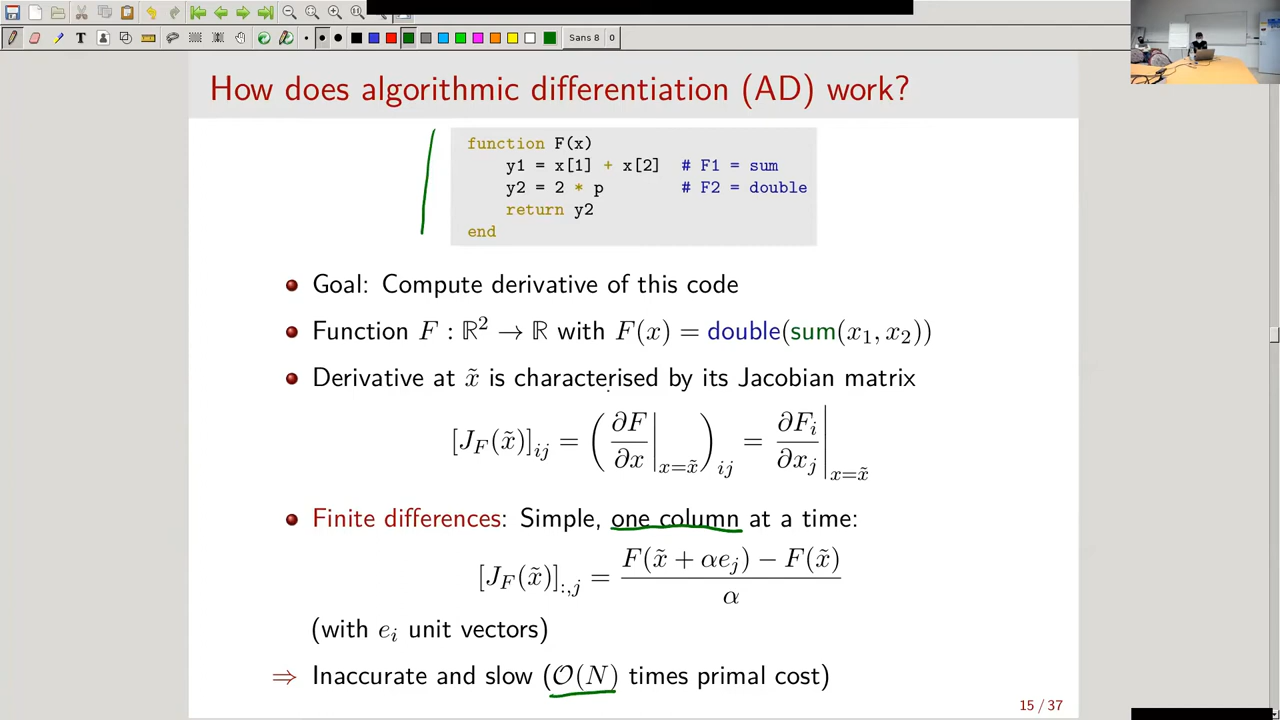 Sans 8 0
How does algorithmic differentiation (AD) work?
function F(x)
y1 = x[1] + x[2] # F1 = sum
y2 = 2 * p # F2 = double
return y2
end
Goal: Compute derivative of this code
Function F : ℝ² → ℝ with F(x) = double(sum(x₁, x₂))
Derivative at x̃ is characterised by its Jacobian matrix
[J_F(x̃)]_ij = (∂F/∂x |_x=x̃)_ij = ∂F_i/∂x_j |_x=x̃
Finite differences: Simple, one column at a time:
[J_F(x̃)]_:,j = F(x̃ + αe_j) − F(x̃) / α
(with e_i unit vectors)
⇒ Inaccurate and slow (𝒪(N) times primal cost)
15 / 37